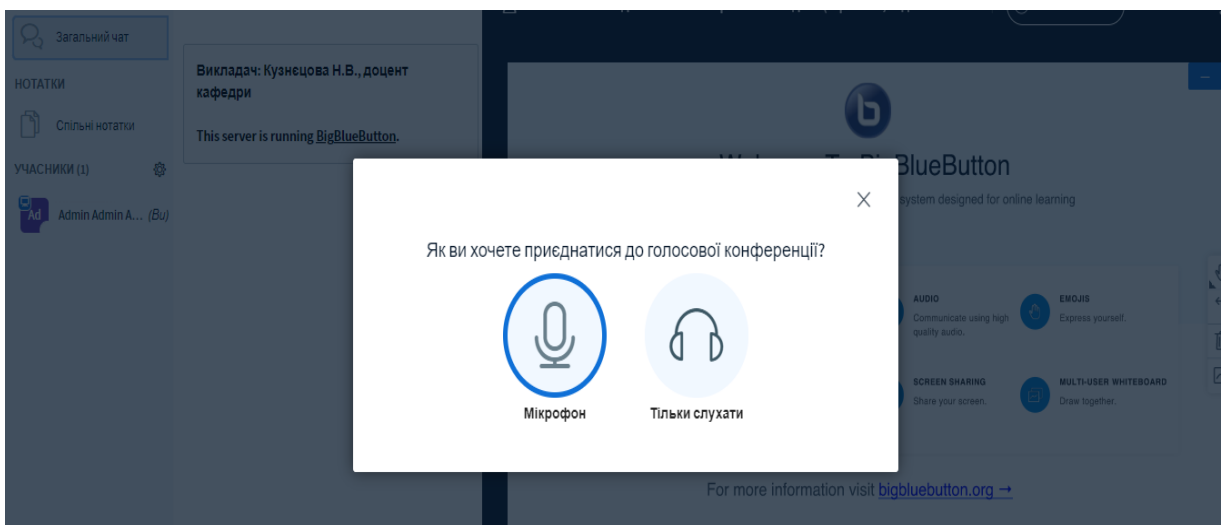 Загальний чат
НОТАТКИ
Спільні нотатки
УЧАСНИКИ (1)
Ad
Admin Admin A... (Ви)
Викладач: Кузнєцова Н.В., доцент
кафедри
This server is running BigBlueButton.
BlueButton
system designed for online learning
Як ви хочете приєднатися до голосової конференції?
Мікрофон
Тільки слухати
AUDIO
Communicate using high
quality audio.
EMOJIS
Express yourself.
SCREEN SHARING
Share your screen.
MULTI-USER WHITEBOARD
Draw together.
For more information visit bigbluebutton.org →